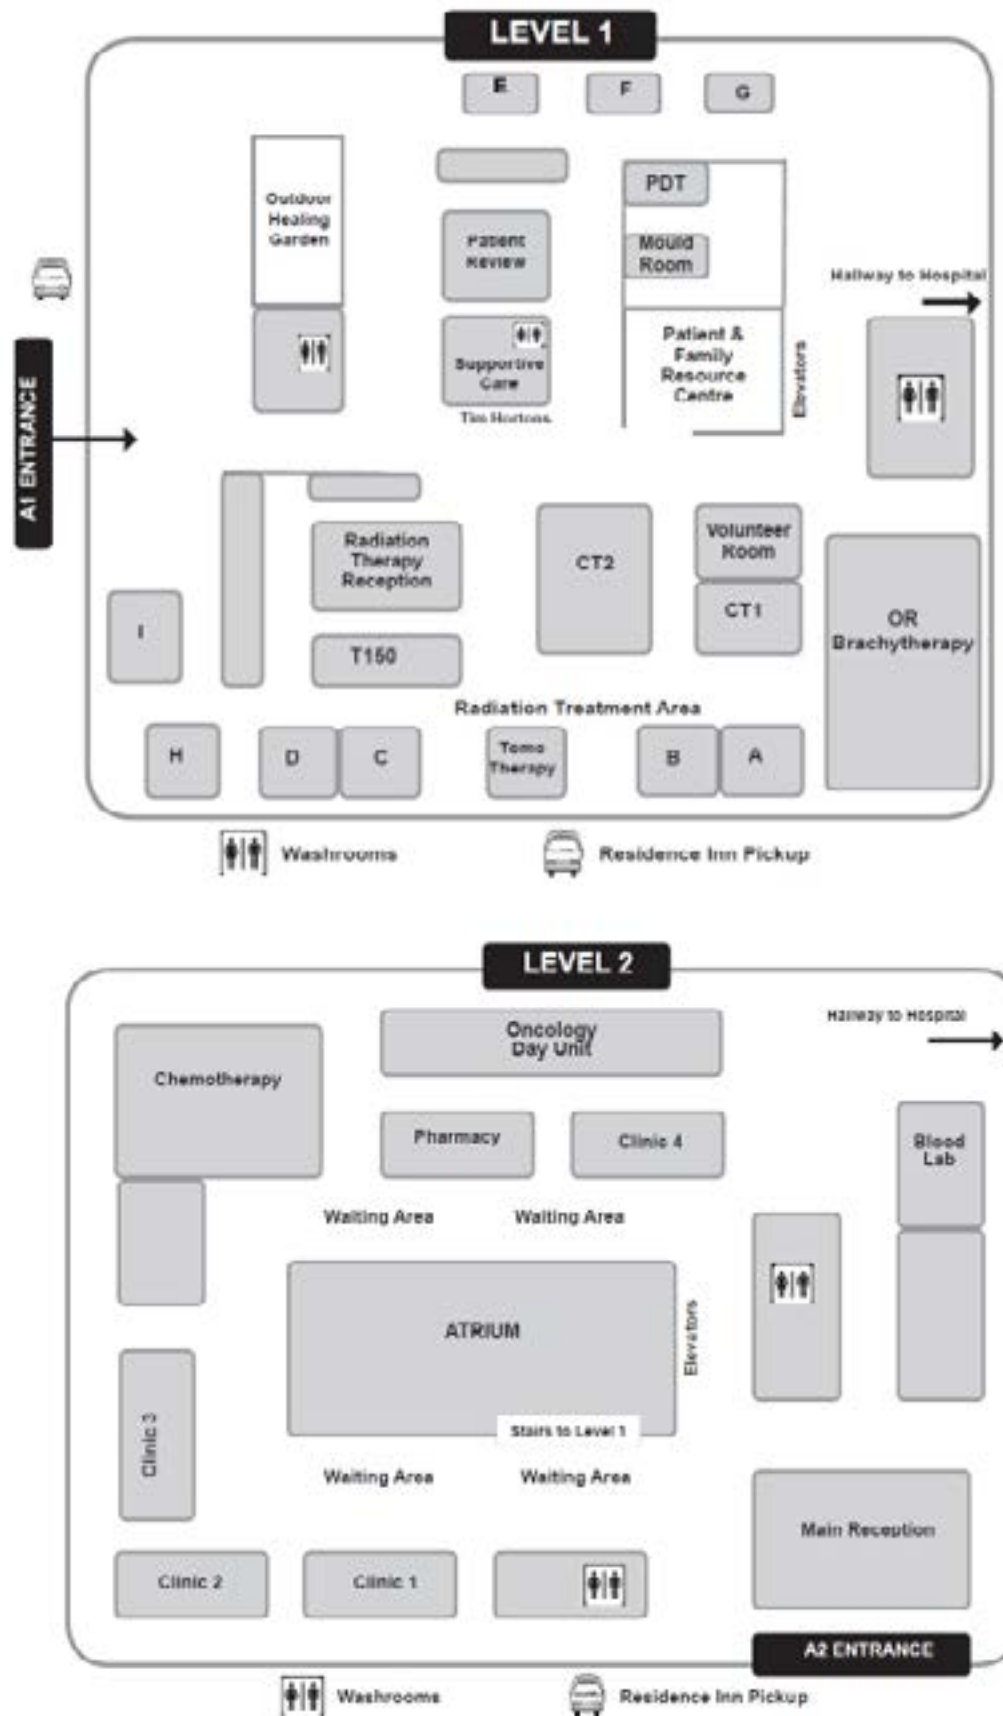 LEVEL 1
E
F
G
Outdoor
Healing
Garden
Patient
Review
PDT
Mould
Room
Hallway to Hospital
A1 ENTRANCE
Supportive
Care
Tim Hortons
Patient &
Family
Resource
Centre
Elevators
Radiation
Therapy
Reception
CT2
Volunteer
Room
CT1
OR
Brachytherapy
I
T150
Radiation Treatment Area
H
D
C
Tomo
Therapy
B
A
Washrooms
Residence Inn Pickup
LEVEL 2
Hallway to Hospital
Oncology
Day Unit
Chemotherapy
Pharmacy
Clinic 4
Blood
Lab
Waiting Area
Waiting Area
ATRIUM
Elevators
Stairs to Level 1
Clinic 3
Waiting Area
Waiting Area
Main Reception
Clinic 2
Clinic 1
A2 ENTRANCE
Washrooms
Residence Inn Pickup